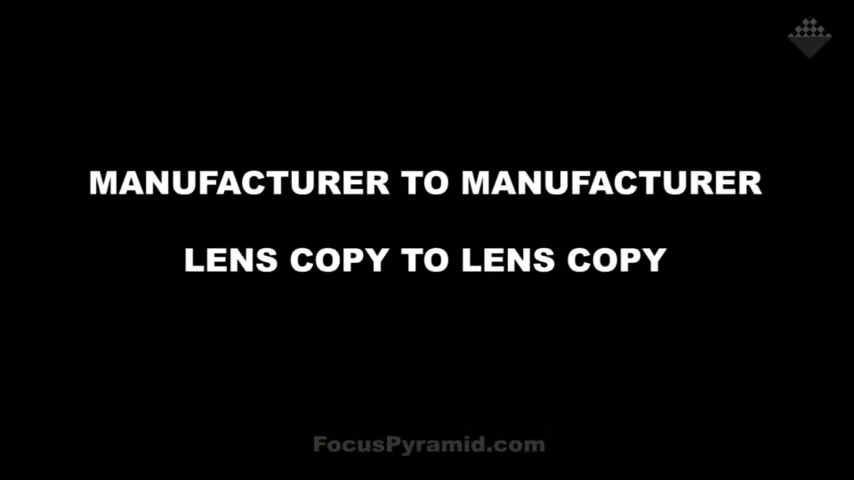 MANUFACTURER TO MANUFACTURER
LENS COPY TO LENS COPY
FocusPyramid.com